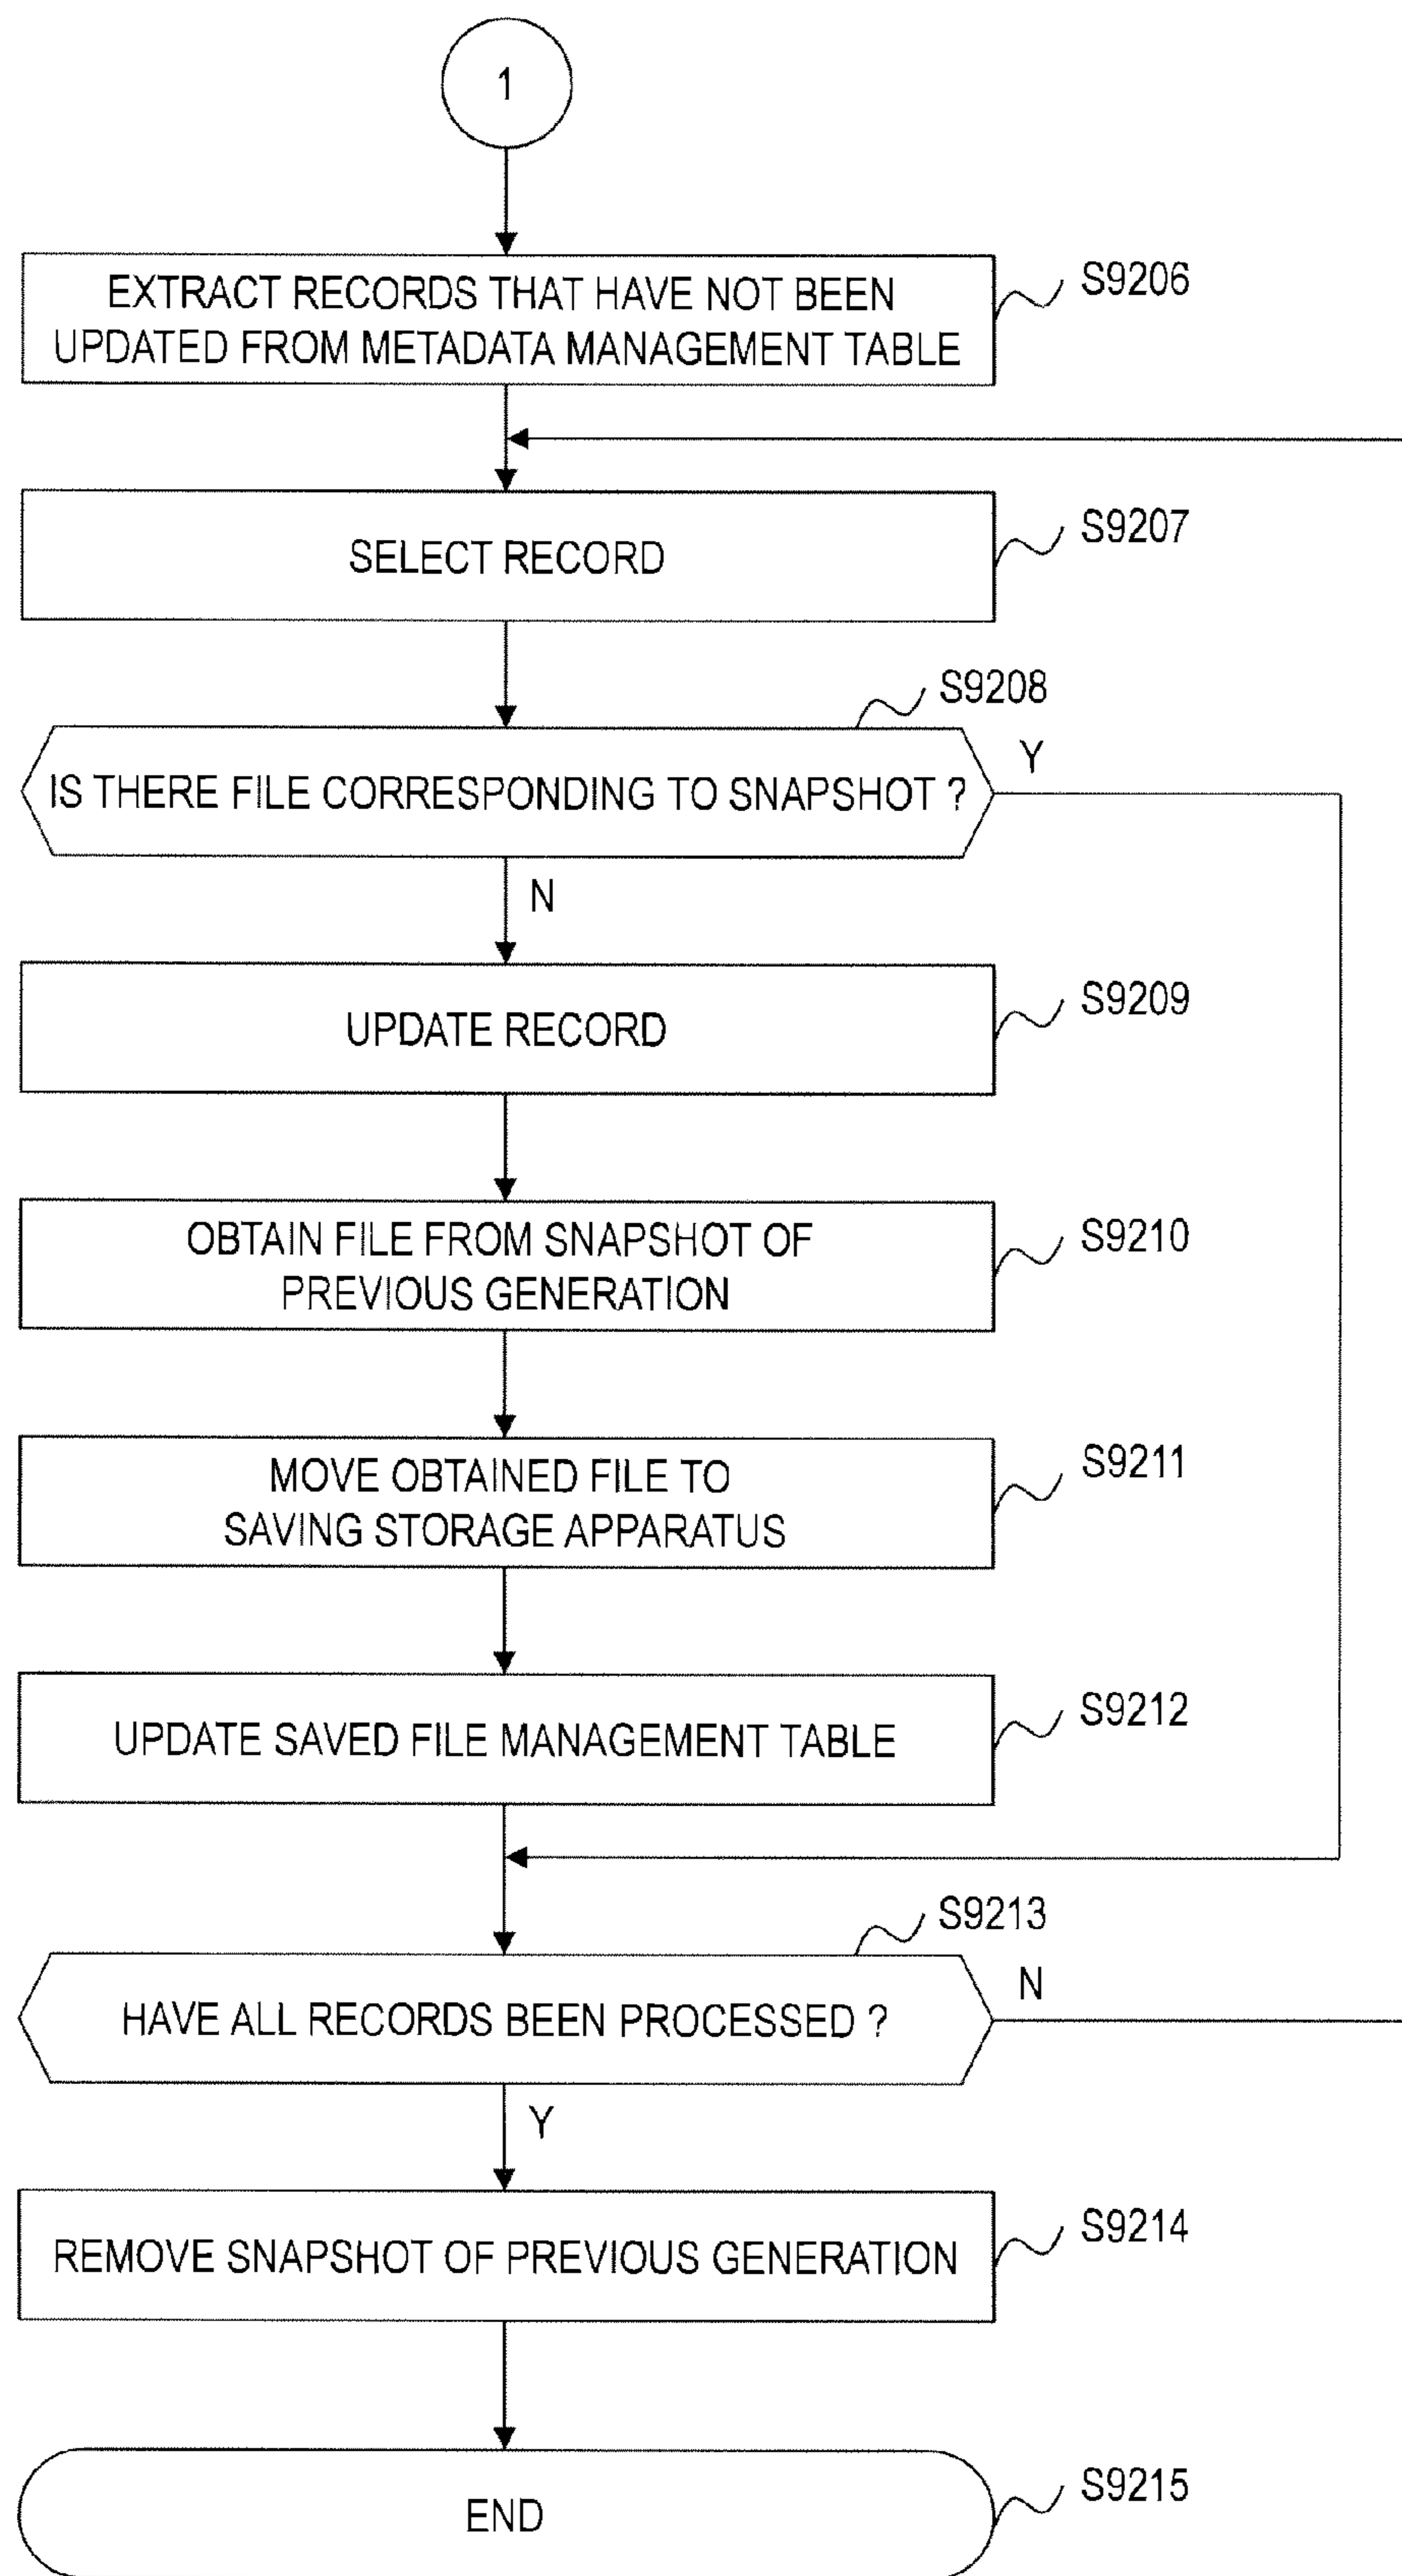 1
EXTRACT RECORDS THAT HAVE NOT BEEN
UPDATED FROM METADATA MANAGEMENT TABLE
S9206
SELECT RECORD
S9207
S9208
IS THERE FILE CORRESPONDING TO SNAPSHOT ?
Y
N
UPDATE RECORD
S9209
OBTAIN FILE FROM SNAPSHOT OF
PREVIOUS GENERATION
S9210
MOVE OBTAINED FILE TO
SAVING STORAGE APPARATUS
S9211
UPDATE SAVED FILE MANAGEMENT TABLE
S9212
S9213
HAVE ALL RECORDS BEEN PROCESSED ?
N
Y
REMOVE SNAPSHOT OF PREVIOUS GENERATION
S9214
END
S9215